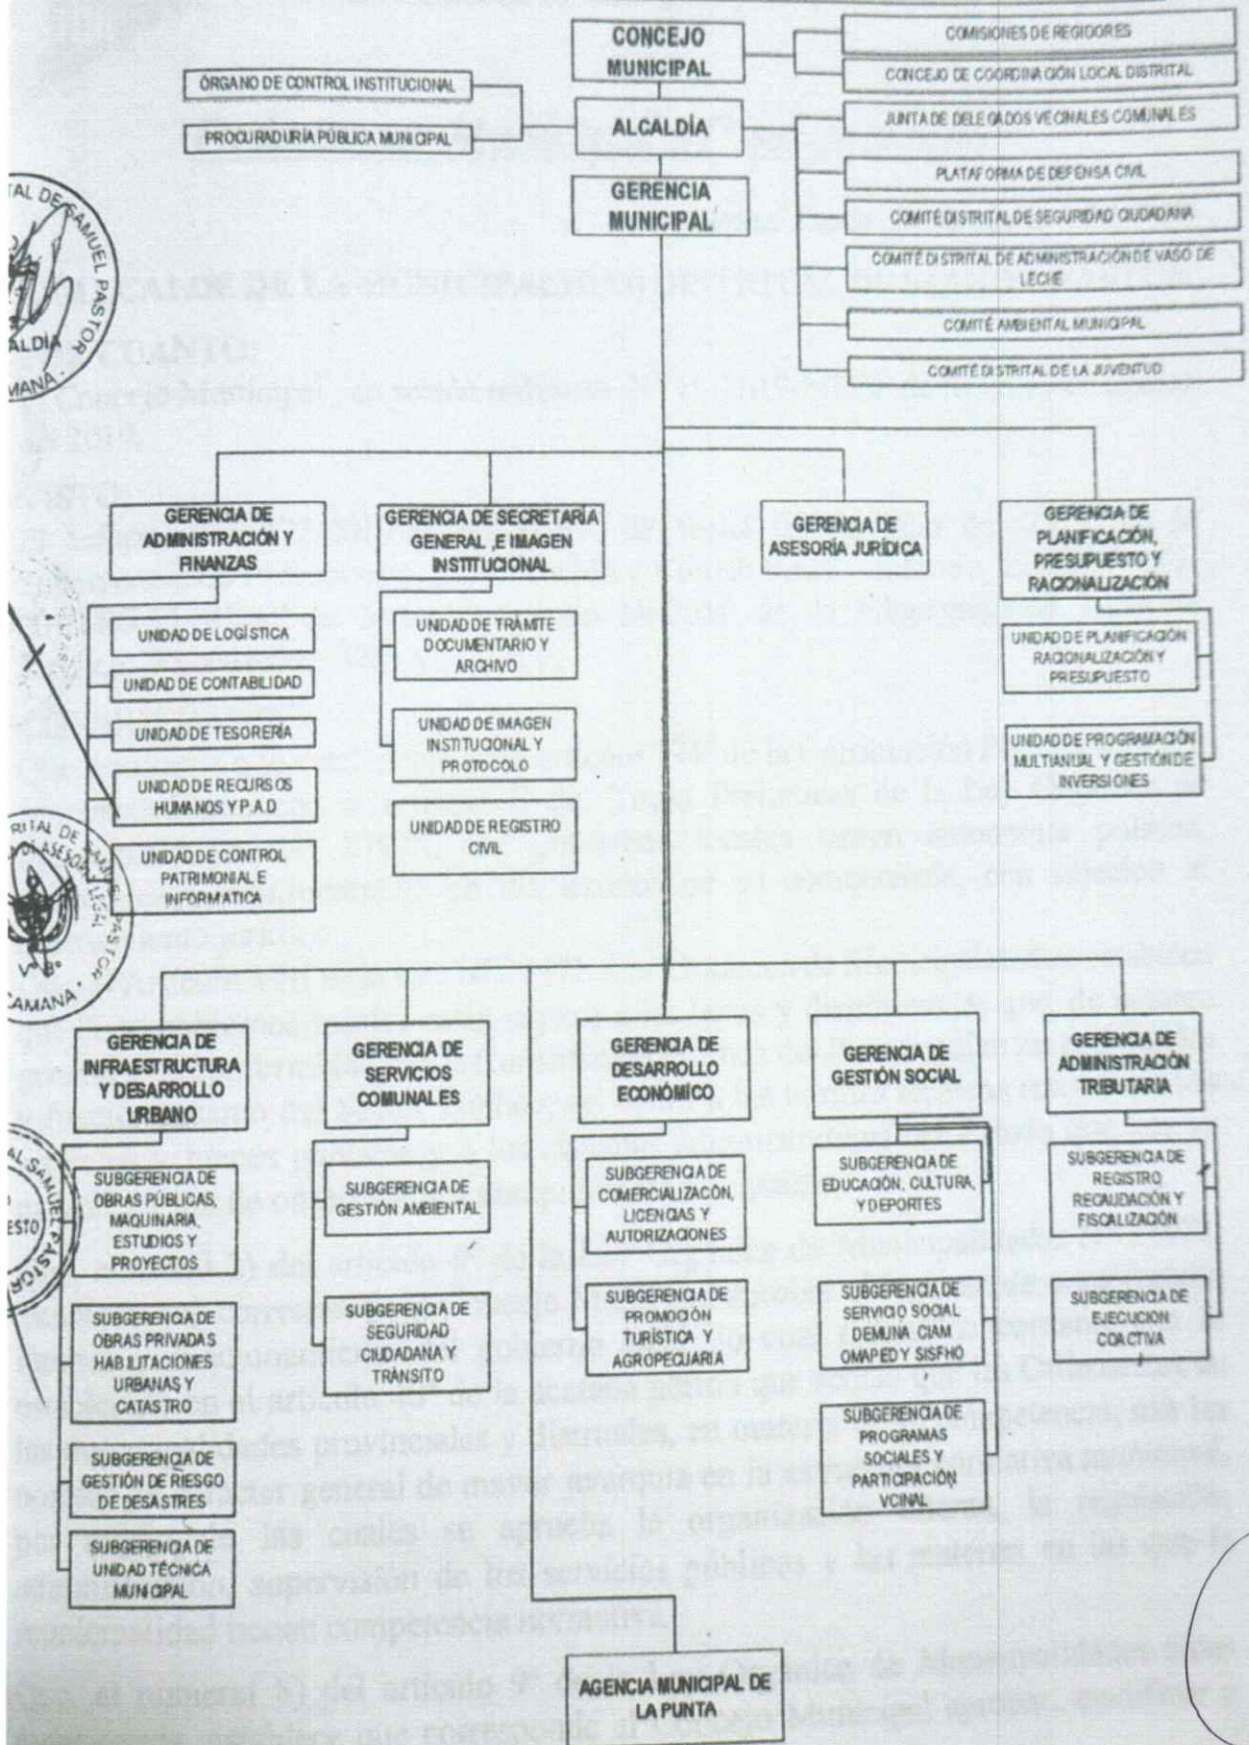 CONCEJO
MUNICIPAL
COMISIONES DE REGIDORES
CONCEJO DE COORDINACIÓN LOCAL DISTRITAL
ÓRGANO DE CONTROL INSTITUCIONAL
PROCURADURÍA PÚBLICA MUNICIPAL
ALCALDÍA
JUNTA DE DELEGADOS VECINALES COMUNALES
PLATAFORMA DE DEFENSA CIVIL
GERENCIA
MUNICIPAL
COMITÉ DISTRITAL DE SEGURIDAD CIUDADANA
COMITÉ DISTRITAL DE ADMINISTRACIÓN DE VASO DE
LECHE
COMITÉ AMBIENTAL MUNICIPAL
COMITÉ DISTRITAL DE LA JUVENTUD
GERENCIA DE
ADMINISTRACIÓN Y
FINANZAS
UNIDAD DE LOGÍSTICA
UNIDAD DE CONTABILIDAD
UNIDAD DE TESORERÍA
UNIDAD DE RECURSOS
HUMANOS Y P.A.D
UNIDAD DE CONTROL
PATRIMONIAL E
INFORMATICA
GERENCIA DE SECRETARÍA
GENERAL ,E IMAGEN
INSTITUCIONAL
UNIDAD DE TRÁMITE
DOCUMENTARIO Y
ARCHIVO
UNIDAD DE IMAGEN
INSTITUCIONAL Y
PROTOCOLO
UNIDAD DE REGISTRO
CIVIL
GERENCIA DE
ASESORÍA JURÍDICA
GERENCIA DE
PLANIFICACIÓN,
PRESUPUESTO Y
RACIONALIZACIÓN
UNIDAD DE PLANIFICACIÓN
RACIONALIZACIÓN Y
PRESUPUESTO
UNIDAD DE PROGRAMACIÓN
MULTIANUAL Y GESTIÓN DE
INVERSIONES
GERENCIA DE
INFRAESTRUCTURA
Y DESARROLLO
URBANO
SUBGERENCIA DE
OBRAS PÚBLICAS,
MAQUINARIA,
ESTUDIOS Y
PROYECTOS
SUBGERENCIA DE
OBRAS PRIVADAS
HABILITACIONES
URBANAS Y
CATASTRO
SUBGERENCIA DE
GESTIÓN DE RIESGO
DE DESASTRES
SUBGERENCIA DE
UNIDAD TÉCNICA
MUNICIPAL
GERENCIA DE
SERVICIOS
COMUNALES
SUBGERENCIA DE
GESTIÓN AMBIENTAL
SUBGERENCIA DE
SEGURIDAD
CIUDADANA Y
TRÁNSITO
GERENCIA DE
DESARROLLO
ECONÓMICO
SUBGERENCIA DE
COMERCIALIZACÓN,
LICENCIAS Y
AUTORIZACIONES
SUBGERENCIA DE
PROMOCIÓN
TURÍSTICA Y
AGROPECUARIA
GERENCIA DE
GESTIÓN SOCIAL
SUBGERENCIA DE
EDUCACIÓN, CULTURA,
Y DEPORTES
SUBGERENCIA DE
SERVICIO SOCIAL
DEMUNA CIAM
OMAPED Y SISFHO
SUBGERENCIA DE
PROGRAMAS
SOCIALES Y
PARTICIPACIÓN
VCINAL
GERENCIA DE
ADMINISTRACIÓN
TRIBUTARIA
SUBGERENCIA DE
REGISTRO
RECAUDACIÓN Y
FISCALIZACIÓN
SUBGERENCIA DE
EJECUCION
COACTIVA
AGENCIA MUNICIPAL DE
LA PUNTA